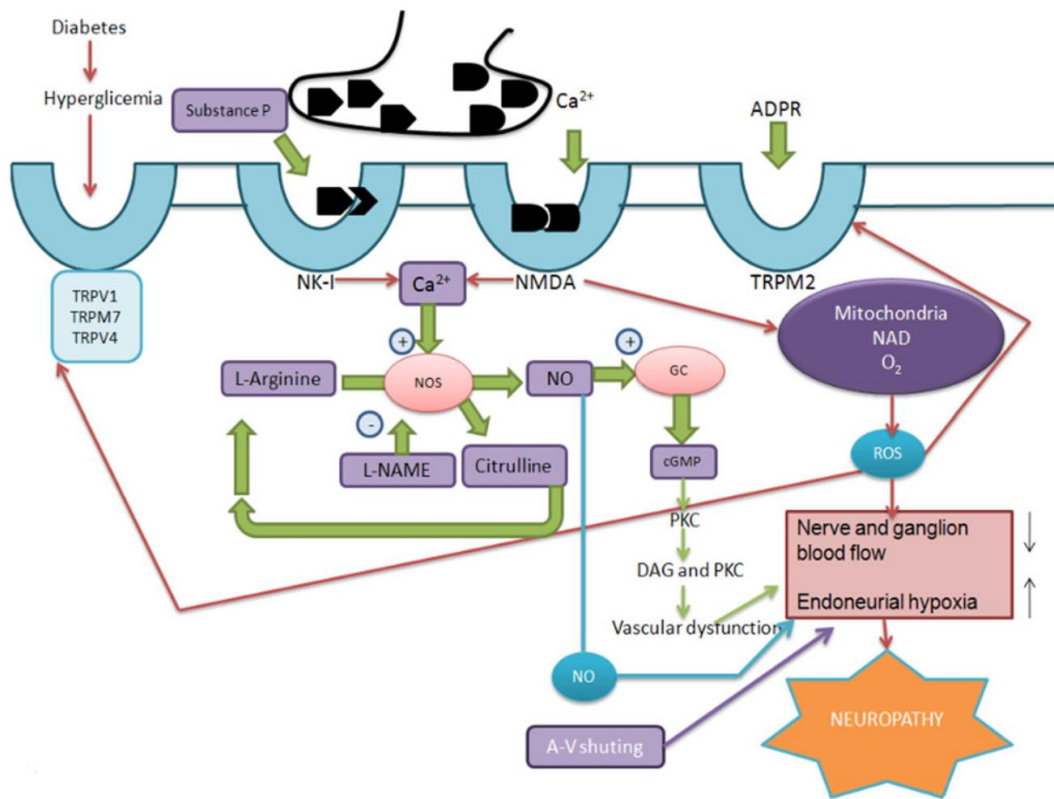 Diabetes
Hyperglicemia
Substance P
Ca²⁺
ADPR
NK-I
Ca²⁺
NMDA
TRPM2
TRPV1
TRPM7
TRPV4
Mitochondria
NAD
O₂
+
+
L-Arginine
NOS
NO
GC
-
L-NAME
Citrulline
cGMP
ROS
PKC
Nerve and ganglion
blood flow
DAG and PKC
Endoneurial hypoxia
Vascular dysfunction
NO
A-V shuting
NEUROPATHY